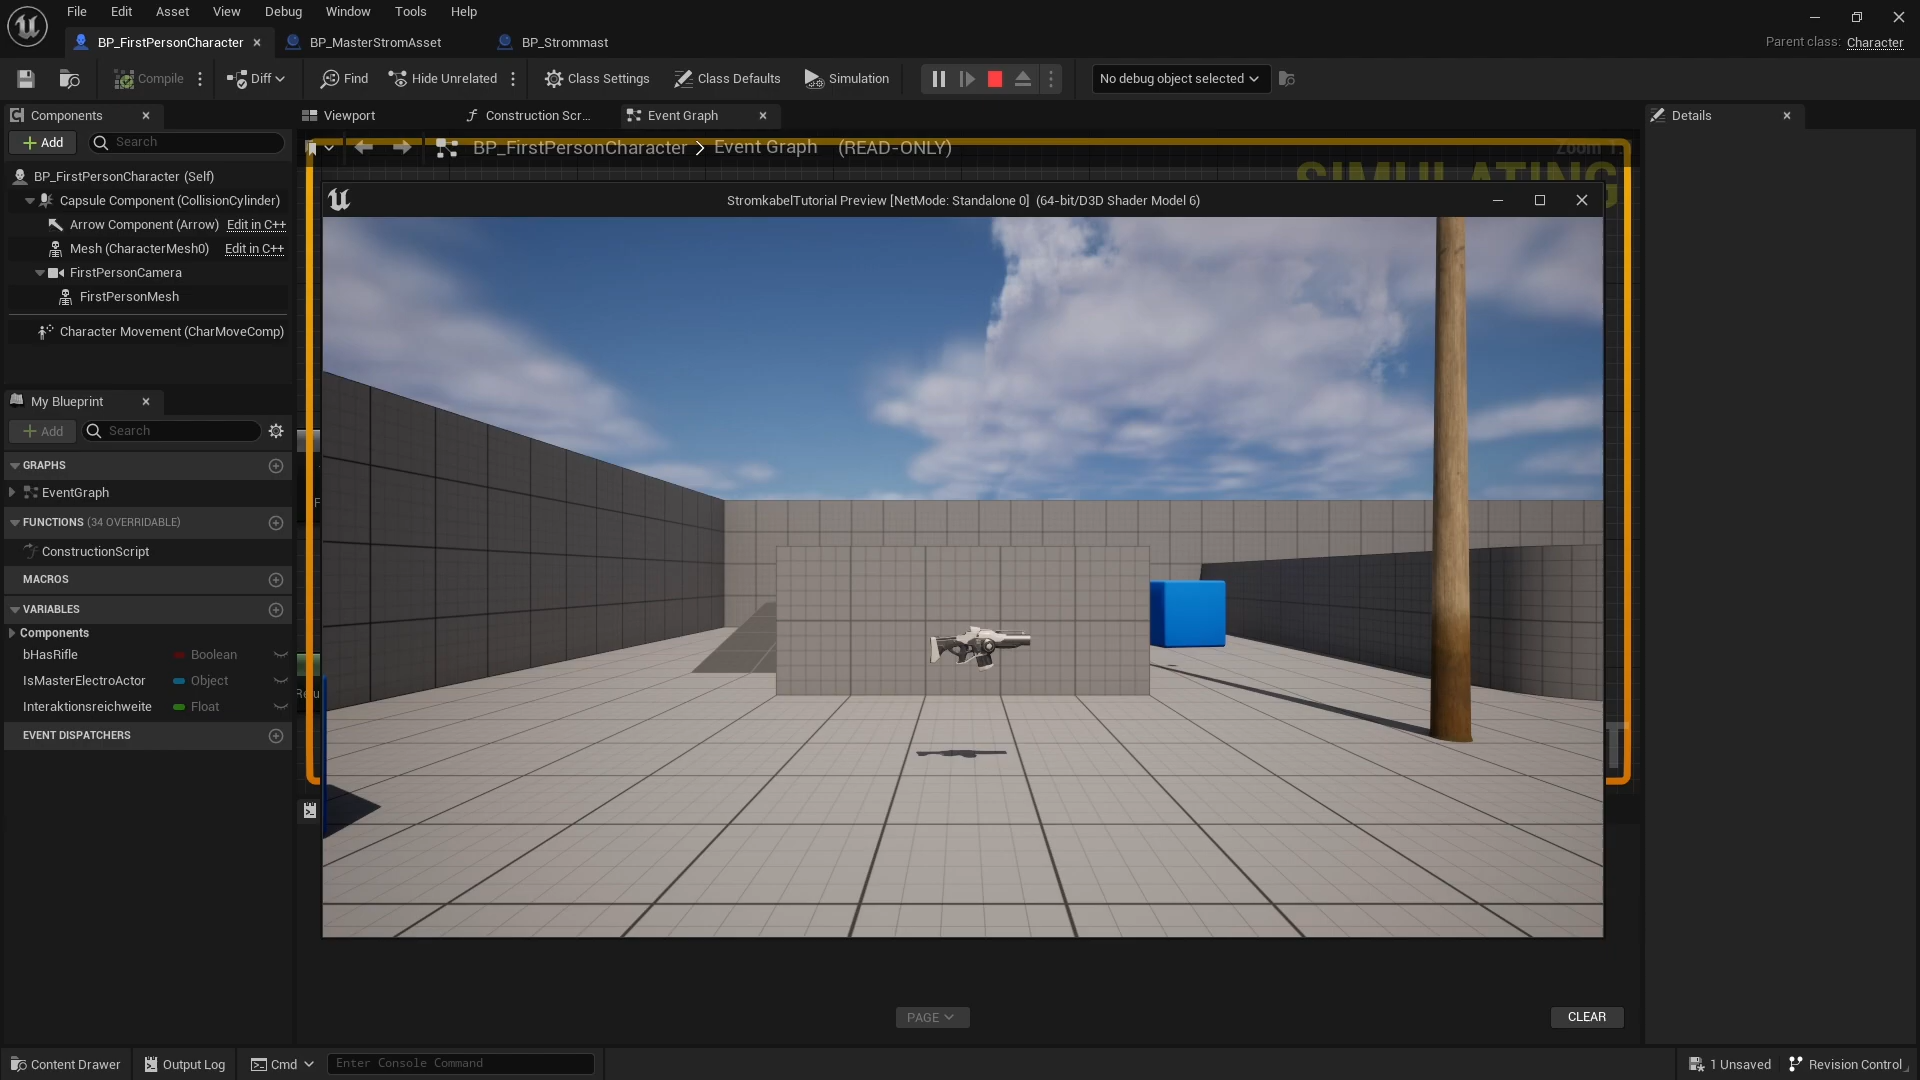 File Edit Asset View Debug Window Tools Help
BP_FirstPersonCharacter BP_MasterStromAsset BP_Strommast
Parent class: Character
Compile Diff Find Hide Unrelated Class Settings Class Defaults Simulation No debug object selected
Components Viewport Construction Scr... Event Graph Details
Add Search
BP_FirstPersonCharacter > Event Graph (READ-ONLY)
SIMULATING
BP_FirstPersonCharacter (Self)
Capsule Component (CollisionCylinder)
StromkabelTutorial Preview [NetMode: Standalone 0] (64-bit/D3D Shader Model 6)
Arrow Component (Arrow) Edit in C++
Mesh (CharacterMesh0) Edit in C++
FirstPersonCamera
FirstPersonMesh
Character Movement (CharMoveComp)
My Blueprint
Add Search
GRAPHS
EventGraph
FUNCTIONS (34 OVERRIDABLE)
ConstructionScript
MACROS
VARIABLES
Components
bHasRifle Boolean
IsMasterElectroActor Object
Interaktionsreichweite Float
EVENT DISPATCHERS
PAGE
CLEAR
Content Drawer Output Log Cmd Enter Console Command 1 Unsaved Revision Control